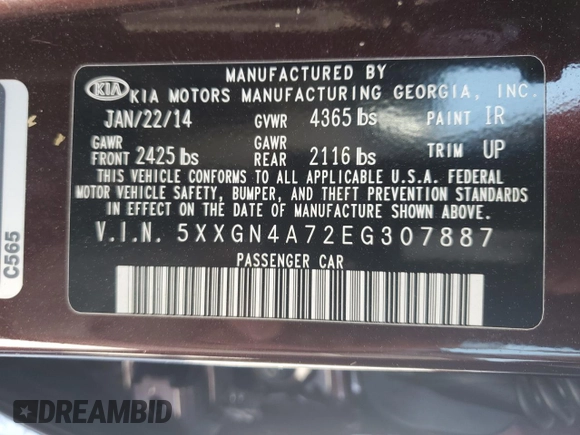 MANUFACTURED BY
KIA KIA MOTORS MANUFACTURING GEORGIA, INC.
JAN/22/14 GVWR 4365 lbs PAINT IR
GAWR FRONT 2425 lbs GAWR REAR 2116 lbs TRIM UP
THIS VEHICLE CONFORMS TO ALL APPLICABLE U.S.A. FEDERAL
MOTOR VEHICLE SAFETY, BUMPER, AND THEFT PREVENTION STANDARDS
IN EFFECT ON THE DATE OF MANUFACTURE SHOWN ABOVE.
V.I.N. 5XXGN4A72EG307887
PASSENGER CAR
C565
DREAMBID